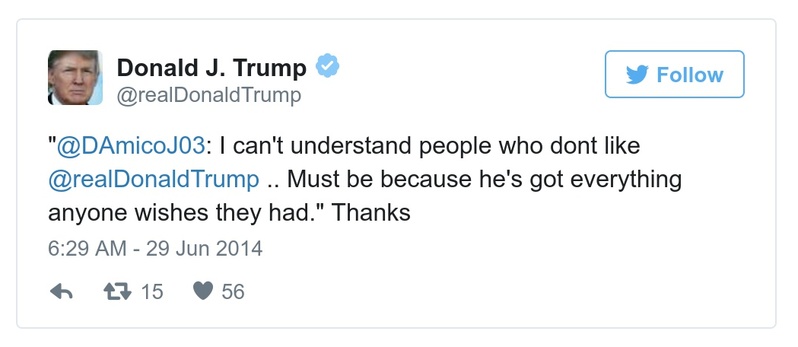 Donald J. Trump
@realDonaldTrump
Follow
"@DAmicoJ03: I can't understand people who dont like
@realDonaldTrump .. Must be because he's got everything
anyone wishes they had." Thanks
6:29 AM - 29 Jun 2014
15 56